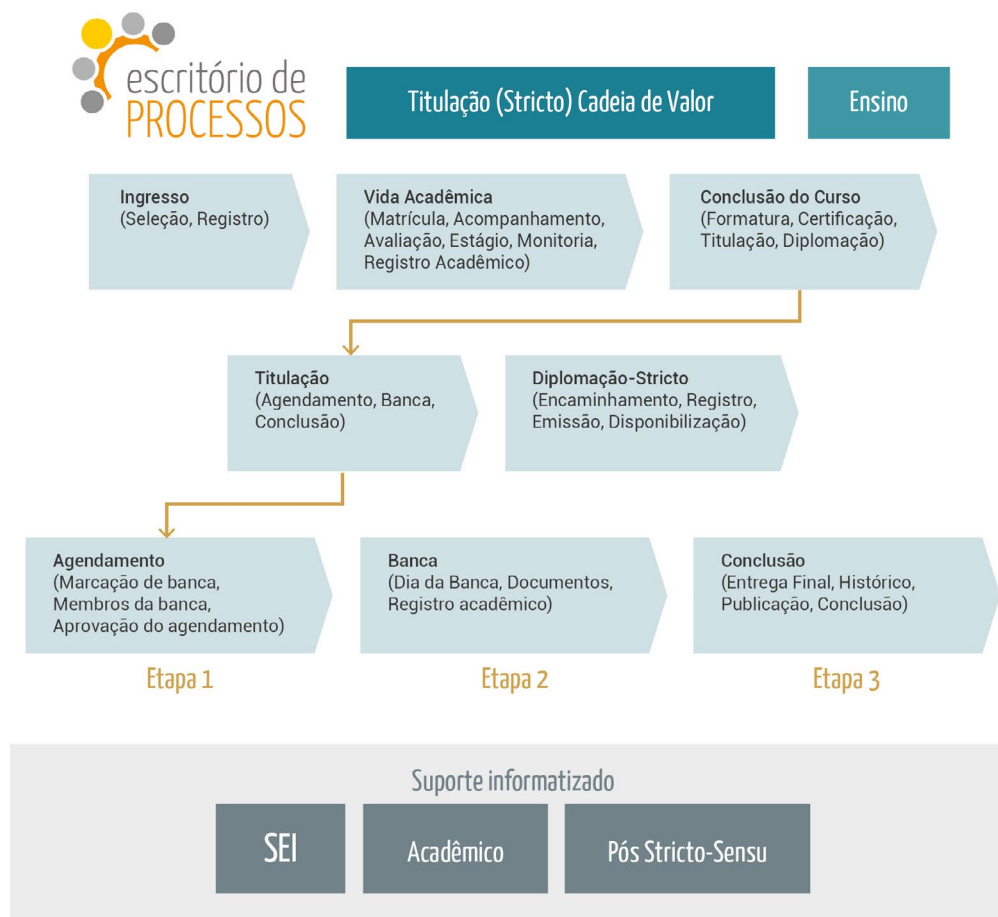 escritório de
PROCESSOS
Titulação (Stricto) Cadeia de Valor
Ensino
Ingresso
(Seleção, Registro)
Vida Acadêmica
(Matrícula, Acompanhamento,
Avaliação, Estágio, Monitoria,
Registro Acadêmico)
Conclusão do Curso
(Formatura, Certificação,
Titulação, Diplomação)
Titulação
(Agendamento, Banca,
Conclusão)
Diplomação-Stricto
(Encaminhamento, Registro,
Emissão, Disponibilização)
Agendamento
(Marcação de banca,
Membros da banca,
Aprovação do agendamento)
Banca
(Dia da Banca, Documentos,
Registro acadêmico)
Conclusão
(Entrega Final, Histórico,
Publicação, Conclusão)
Etapa 1
Etapa 2
Etapa 3
Suporte informatizado
SEI
Acadêmico
Pós Stricto-Sensu